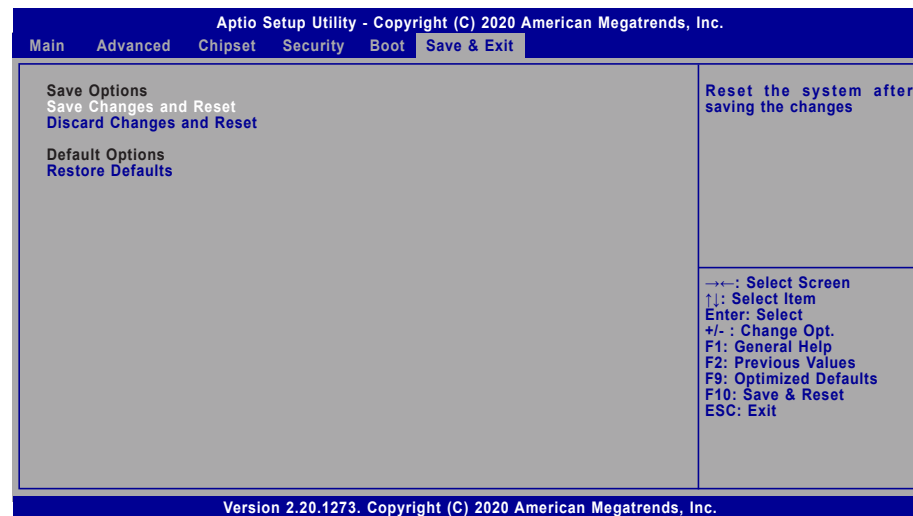 Aptio Setup Utility - Copyright (C) 2020 American Megatrends, Inc.
Main Advanced Chipset Security Boot Save & Exit
Save Options
Save Changes and Reset
Discard Changes and Reset
Default Options
Restore Defaults
Reset the system after
saving the changes
→←: Select Screen
↑↓: Select Item
Enter: Select
+/- : Change Opt.
F1: General Help
F2: Previous Values
F9: Optimized Defaults
F10: Save & Reset
ESC: Exit
Version 2.20.1273. Copyright (C) 2020 American Megatrends, Inc.